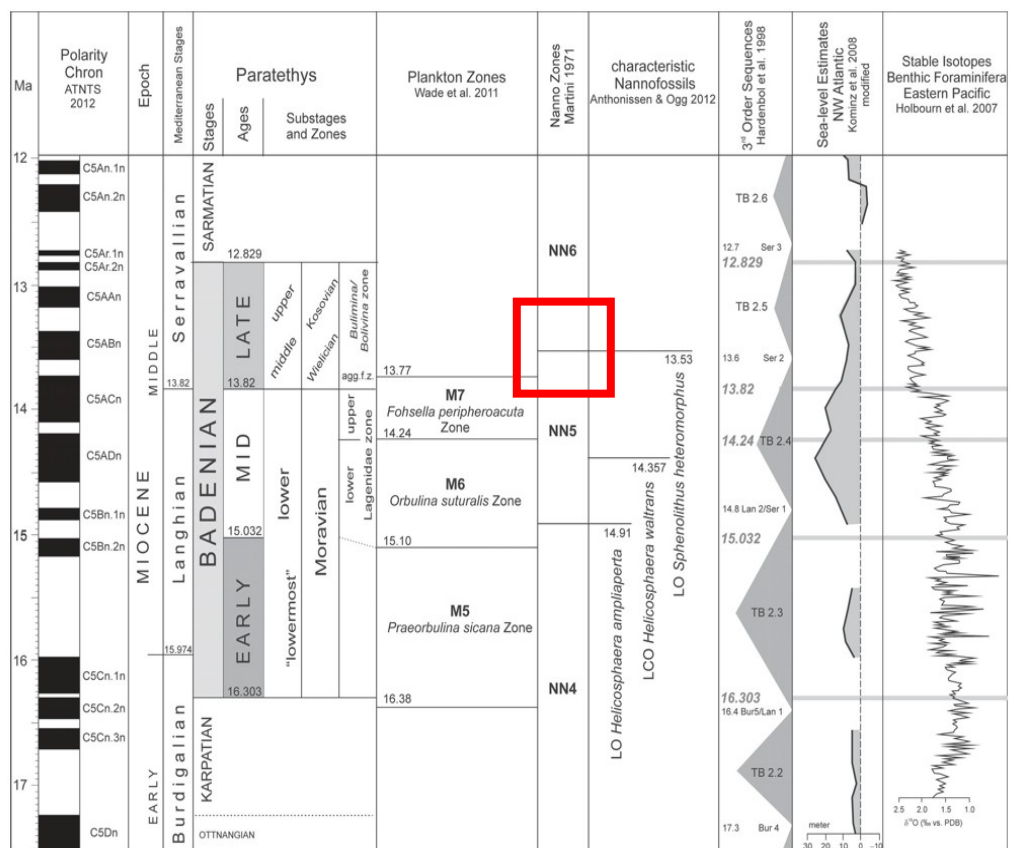 Ma
Polarity
Chron
ATNTS
2012
Epoch
Mediterranean Stages
Paratethys
Stages
Ages
Substages
and Zones
Plankton Zones
Wade et al. 2011
Nanno Zones
Martini 1971
characteristic
Nannofossils
Anthonissen & Ogg 2012
3rd Order Sequences
Hardenbol et al. 1998
Sea-level Estimates
NW Atlantic
Kominz et al. 2008
modified
Stable Isotopes
Benthic Foraminifera
Eastern Pacific
Holbourn et al. 2007
12
13
14
15
16
17
C5An.1n
C5An.2n
C5Ar.1n
C5Ar.2n
C5AAn
C5ABn
C5ACn
C5ADn
C5Bn.1n
C5Bn.2n
C5Cn.1n
C5Cn.2n
C5Cn.3n
C5Dn
MIOCENE
MIDDLE
EARLY
Serravallian
13.82
Langhian
15.974
Burdigalian
SARMATIAN
BADENIAN
KARPATIAN
OTTNANGIAN
12.829
LATE
13.82
MID
15.032
EARLY
16.303
upper
middle
lower
"lowermost"
Kosovian
Wielician
Moravian
Bulimina/
Bolivina zone
agg.f.z.
upper
lower
Lagenidae zone
13.77
M7
Fohsella peripheroacuta
Zone
14.24
M6
Orbulina suturalis Zone
15.10
M5
Praeorbulina sicana Zone
16.38
NN6
NN5
NN4
13.53
14.357
14.91
LO Helicosphaera ampliaperta
LCO Helicosphaera waltrans
LO Sphenolithus heteromorphus
TB 2.6
12.7 Ser 3
12.829
TB 2.5
13.6 Ser 2
13.82
14.24 TB 2.4
14.8 Lan 2/Ser 1
15.032
TB 2.3
16.303
16.4 Bur5/Lan 1
TB 2.2
17.3 Bur 4
meter
30 20 10 0 -10
2.5 2.0 1.5 1.0
δ18O (‰ vs. PDB)